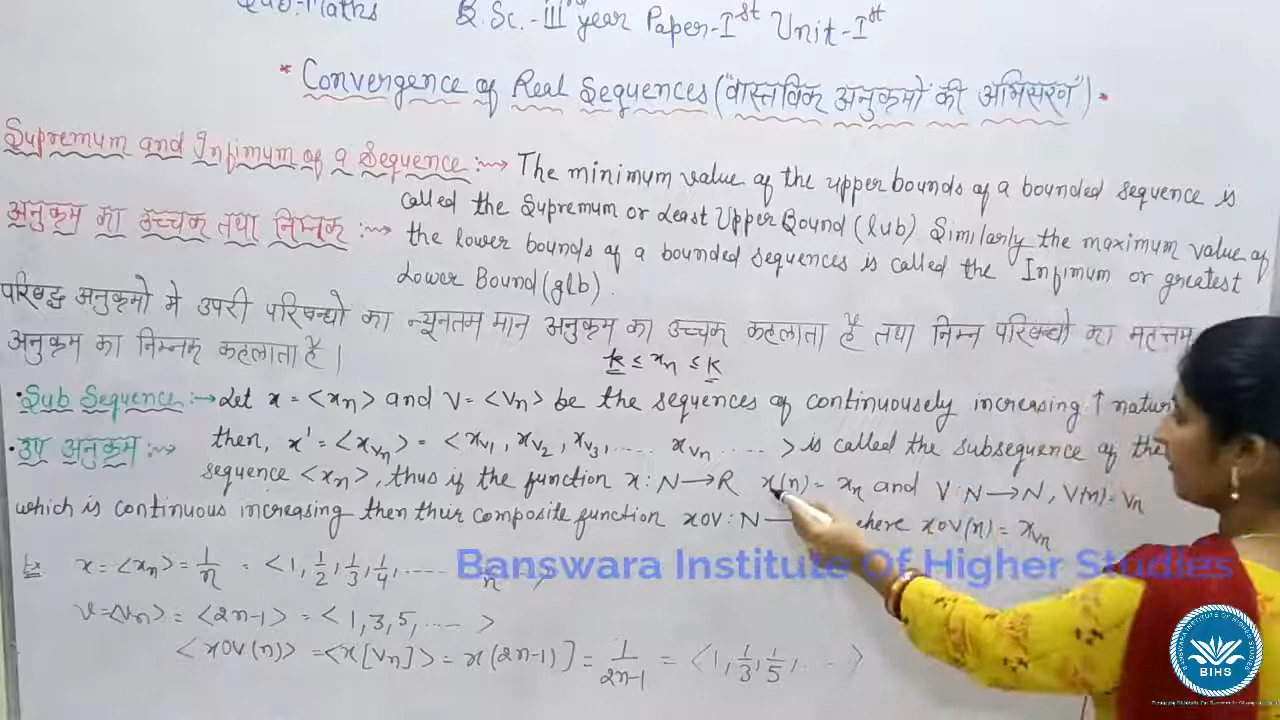 Sub:-Maths B.Sc.-IIIrd year Paper-Ist Unit-Ist
* Convergence of Real Sequences ("वास्तविक अनुक्रमों की अभिसरण") *
Supremum and Infimum of a Sequence :→ The minimum value of the upper bounds of a bounded sequence is
अनुक्रम का उच्चक तथा निम्नक :→ called the Supremum or Least Upper Bound (lub) Similarly the maximum value of
the lower bounds of a bounded sequences is called the Infimum or greatest
Lower Bound (glb).
परिबद्ध अनुक्रमो मे उपरी परिबन्धो का न्यूनतम मान अनुक्रम का उच्चक कहलाता है तथा निम्न परिबन्धो का महत्तम
अनुक्रम का निम्नक कहलाता है।
k ≤ xn ≤ K
• Sub Sequence :→ Let x = <xn> and V = <Vn> be the sequences of continuousely increasing ↑
• उप अनुक्रम :→ then, x' = <xVn> = <xV1, xV2, xV3, .... xVn .... > is called the subsequence of the
sequence <xn>, thus if the function x : N → R x(n) = xn and V : N → N, V(n) = Vn
which is continuous increasing then their composite function xoV : N → where xoV(n) = xVn
Ex x = <xn> = 1/n = <1, 1/2, 1/3, 1/4, ..... n >
V = <Vn> = <2n-1> = < 1, 3, 5, .... >
<xoV(n)> = <x[Vn]> = x(2n-1)] = 1/2n-1 = <1, 1/3, 1/5, ... >
Banswara Institute Of Higher Studies
BANSWARA INSTITUTE OF HIGHER STUDIES
BIHS